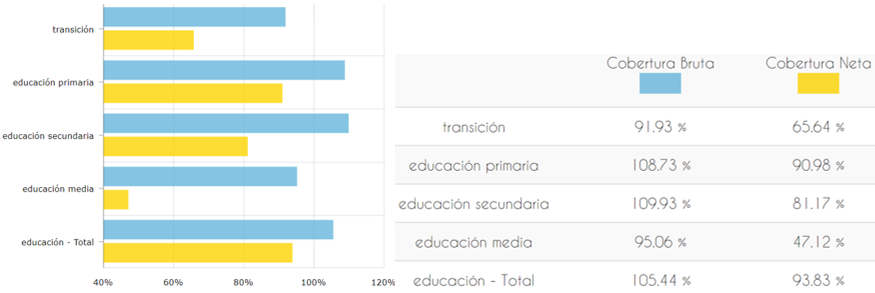 transición
educación primaria
educación secundaria
educación media
educación - Total
40% 60% 80% 100% 120%
Cobertura Bruta Cobertura Neta
transición 91.93 % 65.64 %
educación primaria 108.73 % 90.98 %
educación secundaria 109.93 % 81.17 %
educación media 95.06 % 47.12 %
educación - Total 105.44 % 93.83 %